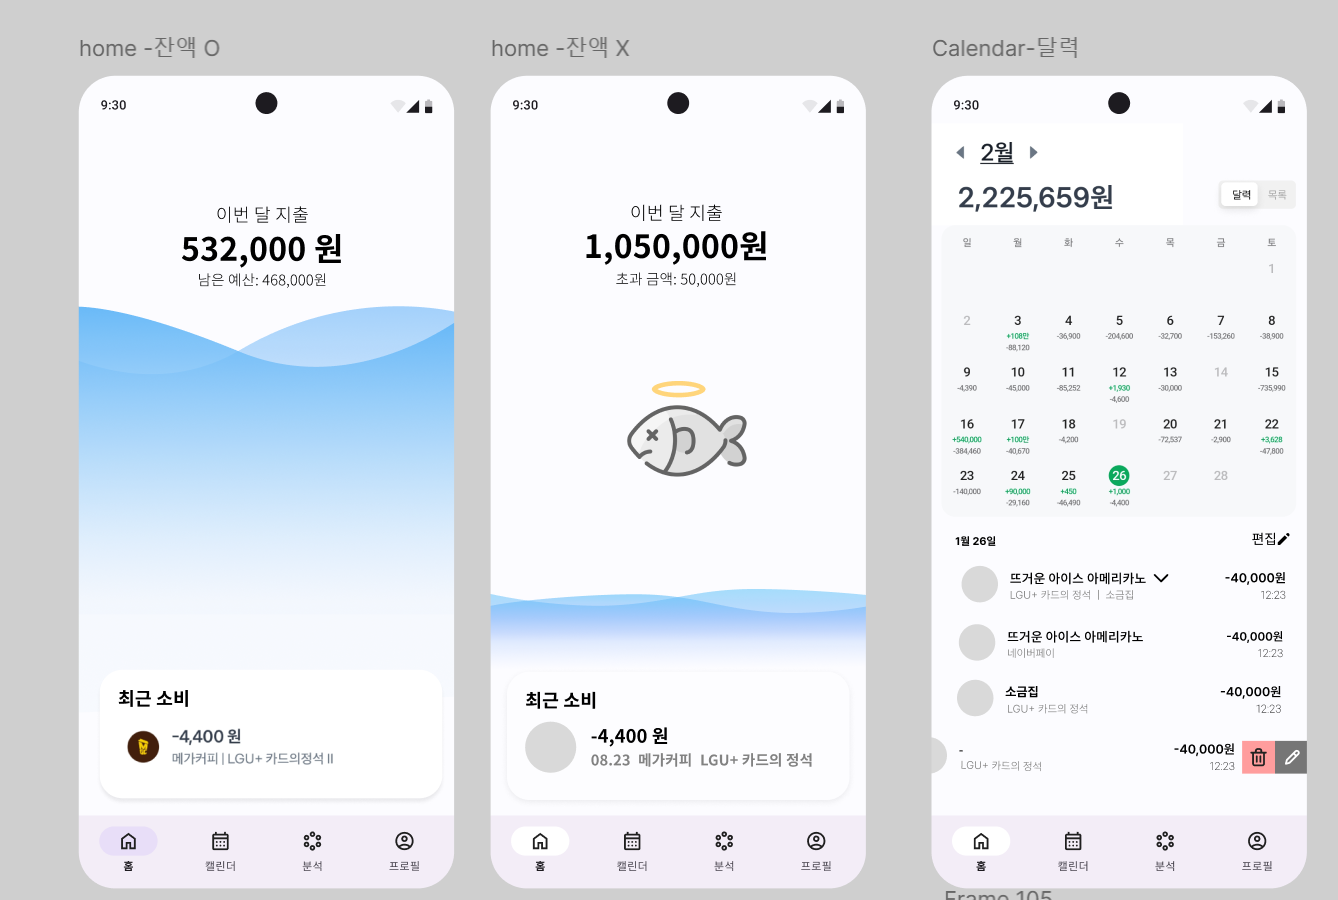 home -잔액 O
9:30
이번 달 지출
532,000 원
남은 예산: 468,000원
최근 소비
-4,400 원
메가커피 | LGU+ 카드의정석 II
홈 캘린더 분석 프로필
home -잔액 X
9:30
이번 달 지출
1,050,000원
초과 금액: 50,000원
최근 소비
-4,400 원
08.23 메가커피 LGU+ 카드의 정석
홈 캘린더 분석 프로필
Calendar-달력
9:30
2월
2,225,659원
달력 목록
일 월 화 수 목 금 토
1
2 3 4 5 6 7 8
+108만 -36,900 -204,600 -32,700 -153,260 -38,900
-88,120
9 10 11 12 13 14 15
-4,390 -45,000 -85,252 +1,930 -30,000 -735,990
-4,600
16 17 18 19 20 21 22
+540,000 +100만 -4,200 -72,537 -2,900 +3,628
-384,460 -40,670 -47,800
23 24 25 26 27 28
-140,000 +90,000 +450 +1,000
-29,160 -46,490 -4,400
1월 26일 편집
뜨거운 아이스 아메리카노 -40,000원
LGU+ 카드의 정석 | 소금집 12:23
뜨거운 아이스 아메리카노 -40,000원
네이버페이 12:23
소금집 -40,000원
LGU+ 카드의 정석 12:23
- -40,000원
LGU+ 카드의 정석 12:23
홈 캘린더 분석 프로필
Frame 105